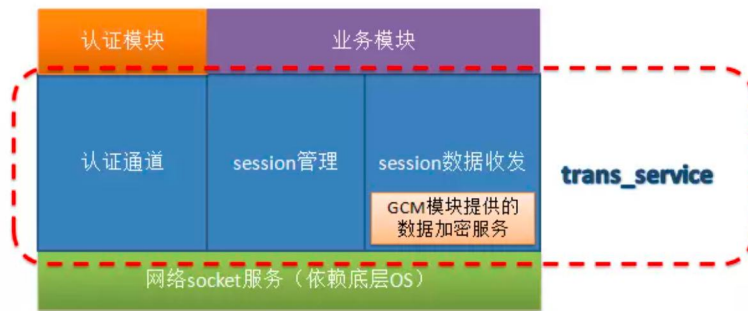 认证模块
业务模块
认证通道
session管理
session数据收发
trans_service
GCM模块提供的
数据加密服务
网络socket服务（依赖底层OS）